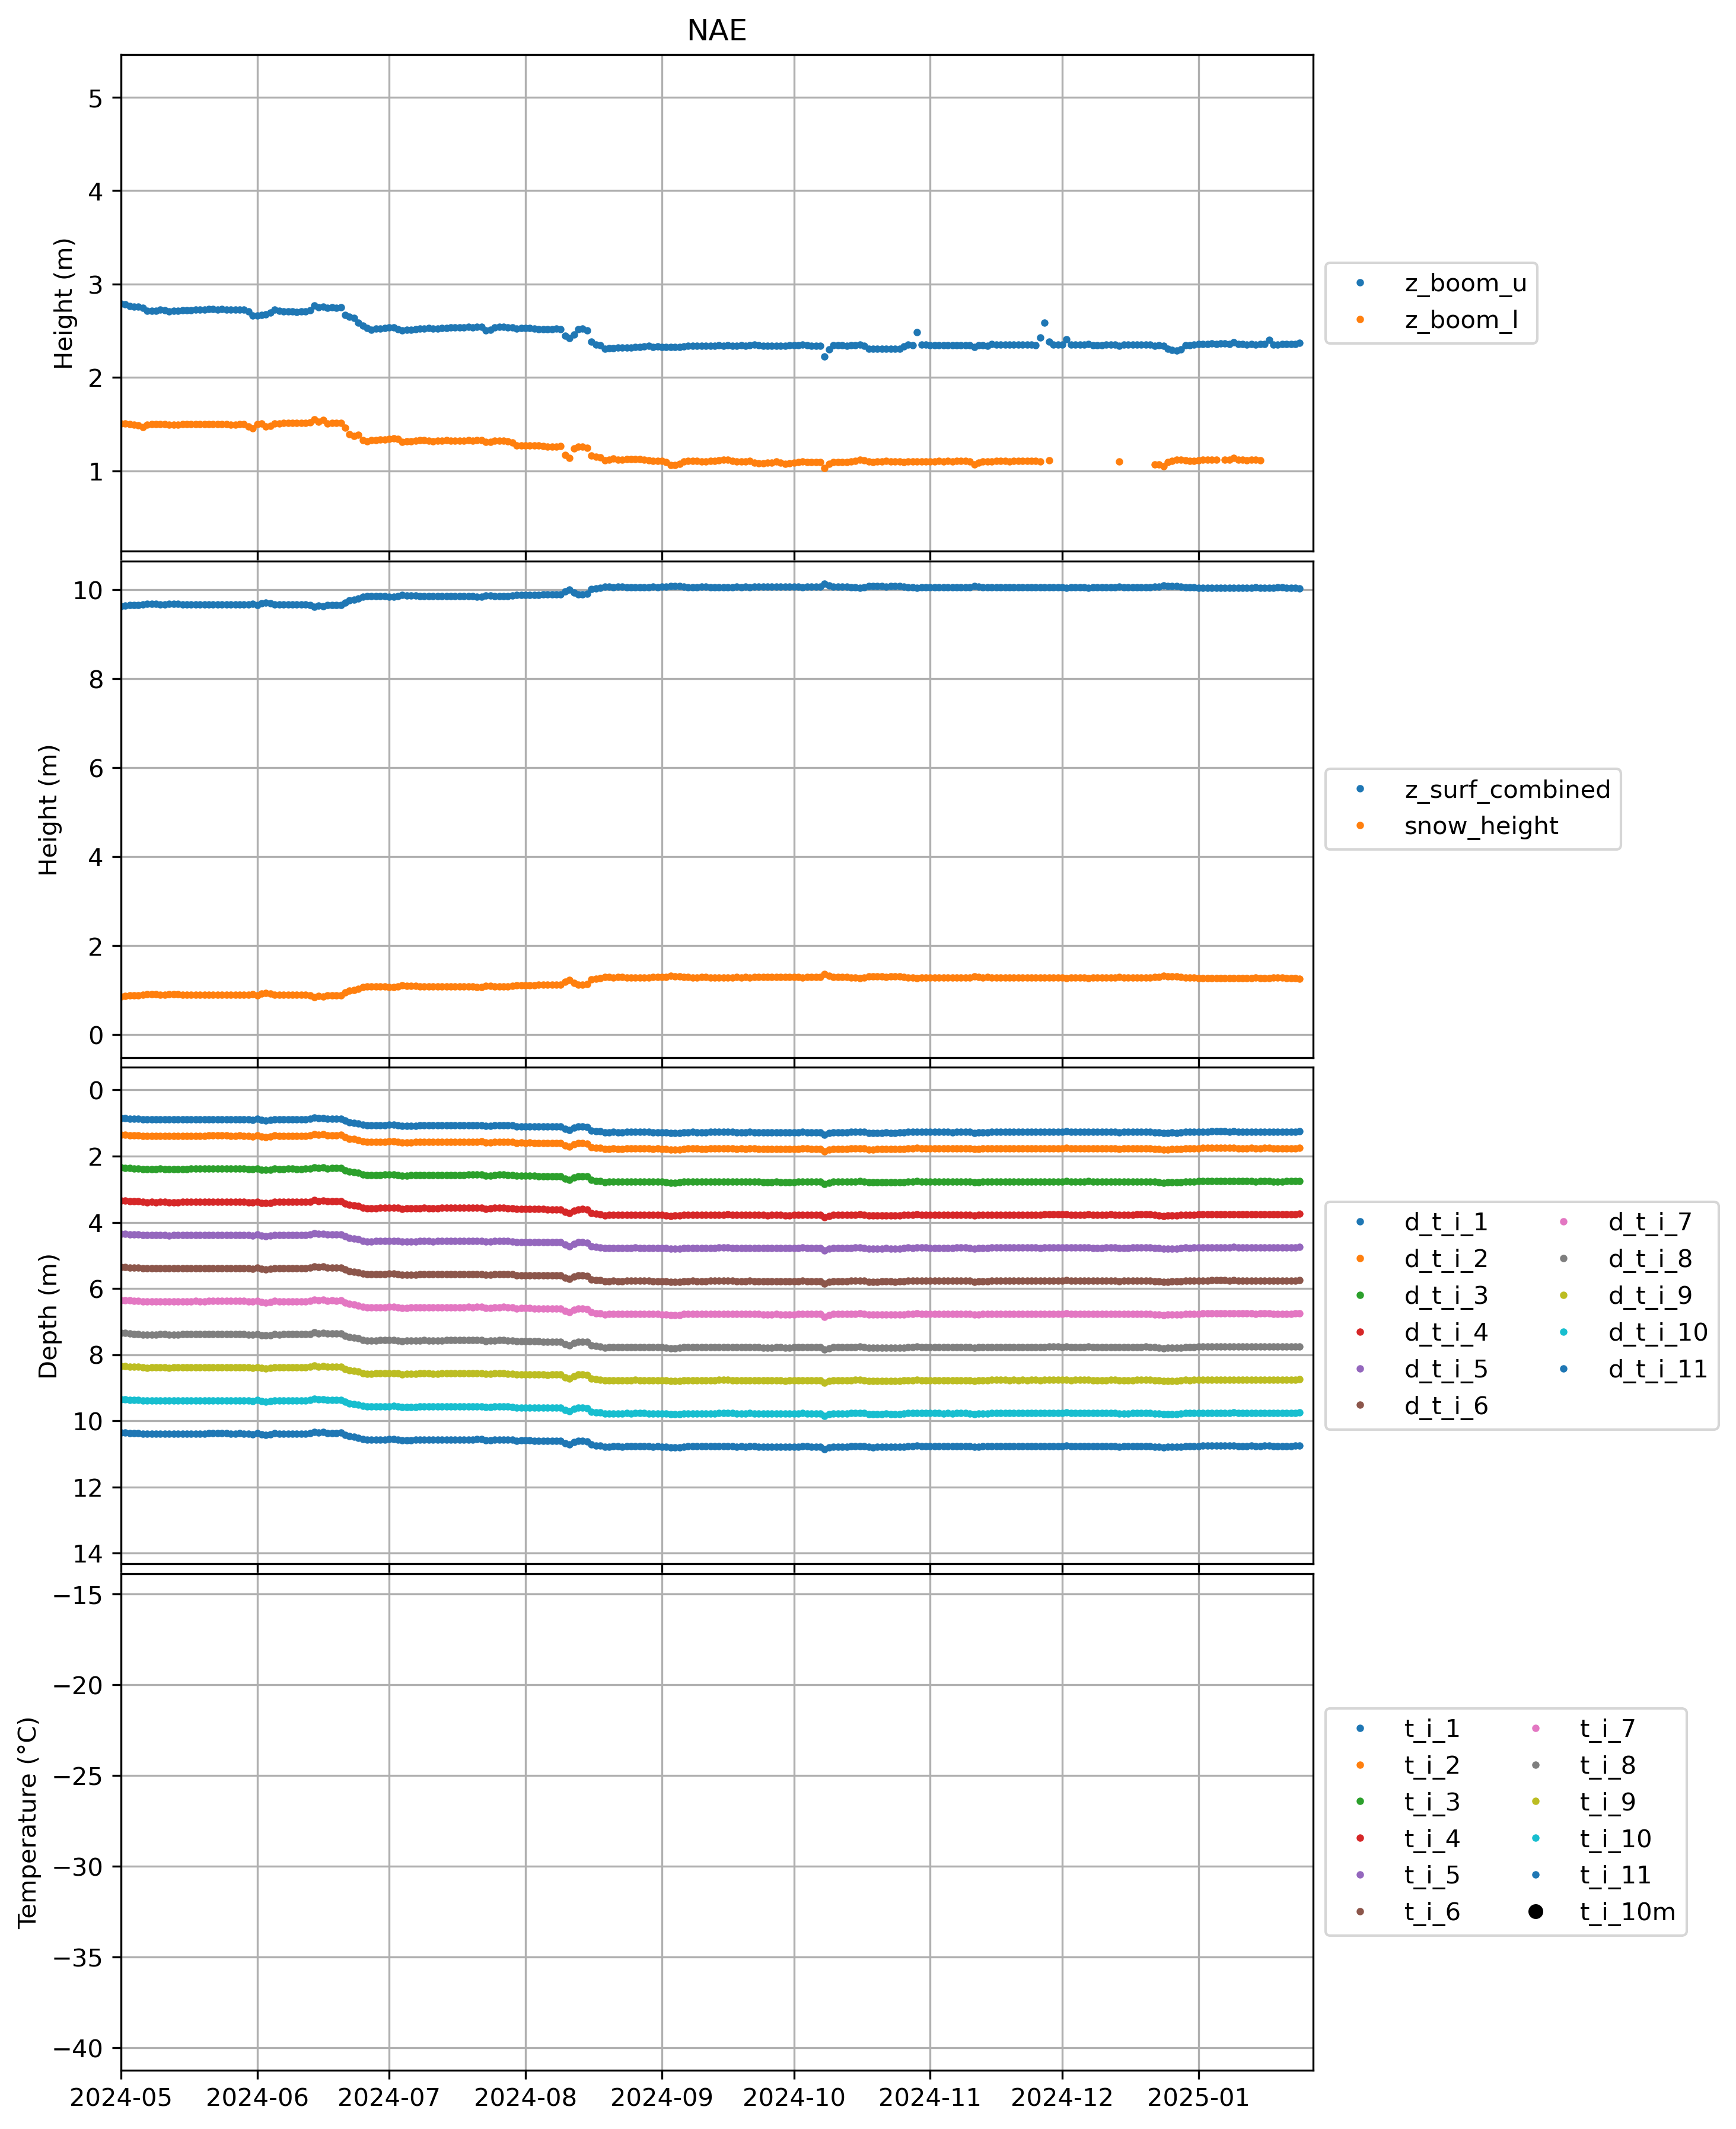 NAE
5
4
3
2
1
Height (m)
z_boom_u
z_boom_l
10
8
6
4
2
0
Height (m)
z_surf_combined
snow_height
0
2
4
6
8
10
12
14
Depth (m)
d_t_i_1
d_t_i_2
d_t_i_3
d_t_i_4
d_t_i_5
d_t_i_6
d_t_i_7
d_t_i_8
d_t_i_9
d_t_i_10
d_t_i_11
−15
−20
−25
−30
−35
−40
Temperature (°C)
t_i_1
t_i_2
t_i_3
t_i_4
t_i_5
t_i_6
t_i_7
t_i_8
t_i_9
t_i_10
t_i_11
t_i_10m
2024-05 2024-06 2024-07 2024-08 2024-09 2024-10 2024-11 2024-12 2025-01